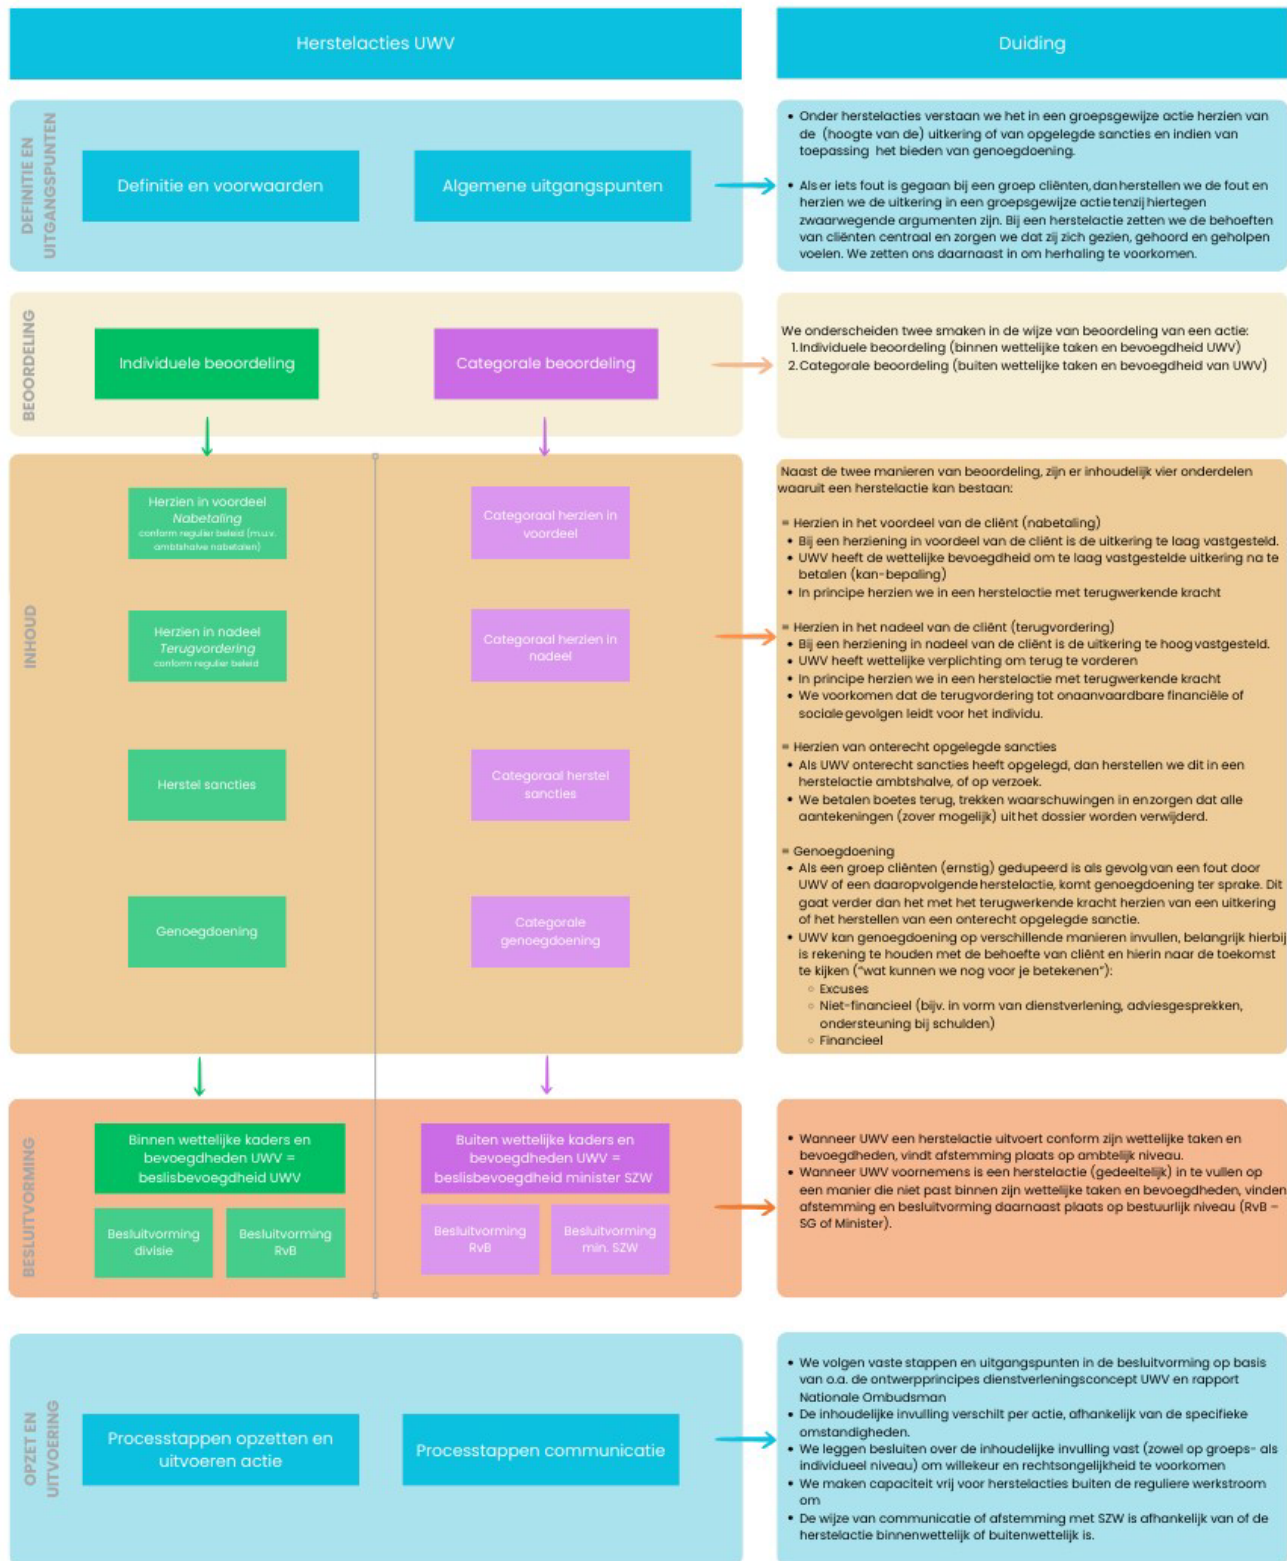 Herstelacties UWV
Duiding
DEFINITIE EN
UITGANGSPUNTEN
Definitie en voorwaarden
Algemene uitgangspunten
• Onder herstelacties verstaan we het in een groepsgewijze actie herzien van
de (hoogte van de) uitkering of van opgelegde sancties en indien van
toepassing het bieden van genoegdoening.
• Als er iets fout is gegaan bij een groep cliënten, dan herstellen we de fout en
herzien we de uitkering in een groepsgewijze actie tenzij hiertegen
zwaarwegende argumenten zijn. Bij een herstelactie zetten we de behoeften
van cliënten centraal en zorgen we dat zij zich gezien, gehoord en geholpen
voelen. We zetten ons daarnaast in om herhaling te voorkomen.
BEOORDELING
Individuele beoordeling
Categorale beoordeling
We onderscheiden twee smaken in de wijze van beoordeling van een actie:
1. Individuele beoordeling (binnen wettelijke taken en bevoegdheid UWV)
2. Categorale beoordeling (buiten wettelijke taken en bevoegdheid van UWV)
INHOUD
Herzien in voordeel
Nabetaling
conform regulier beleid (m.u.v.
ambtshalve nabetalen)
Categoraal herzien in
voordeel
Herzien in nadeel
Terugvordering
conform regulier beleid
Categoraal herzien in
nadeel
Herstel sancties
Categoraal herstel
sancties
Genoegdoening
Categorale
genoegdoening
Naast de twee manieren van beoordeling, zijn er inhoudelijk vier onderdelen
waaruit een herstelactie kan bestaan:
= Herzien in het voordeel van de cliënt (nabetaling)
• Bij een herziening in voordeel van de cliënt is de uitkering te laag vastgesteld.
• UWV heeft de wettelijke bevoegdheid om te laag vastgestelde uitkering na te
betalen (kan-bepaling)
• In principe herzien we in een herstelactie met terugwerkende kracht
= Herzien in het nadeel van de cliënt (terugvordering)
• Bij een herziening in nadeel van de cliënt is de uitkering te hoog vastgesteld.
• UWV heeft wettelijke verplichting om terug te vorderen
• In principe herzien we in een herstelactie met terugwerkende kracht
• We voorkomen dat de terugvordering tot onaanvaardbare financiële of
sociale gevolgen leidt voor het individu.
= Herzien van onterecht opgelegde sancties
• Als UWV onterecht sancties heeft opgelegd, dan herstellen we dit in een
herstelactie ambtshalve, of op verzoek.
• We betalen boetes terug, trekken waarschuwingen in en zorgen dat alle
aantekeningen (zover mogelijk) uit het dossier worden verwijderd.
= Genoegdoening
• Als een groep cliënten (ernstig) gedupeerd is als gevolg van een fout door
UWV of een daaropvolgende herstelactie, komt genoegdoening ter sprake. Dit
gaat verder dan het met het terugwerkende kracht herzien van een uitkering
of het herstellen van een onterecht opgelegde sanctie.
• UWV kan genoegdoening op verschillende manieren invullen, belangrijk hierbij
is rekening te houden met de behoefte van cliënt en hierin naar de toekomst
te kijken ("wat kunnen we nog voor je betekenen"):
○ Excuses
○ Niet-financieel (bijv. in vorm van dienstverlening, adviesgesprekken,
ondersteuning bij schulden)
○ Financieel
BESLUITVORMING
Binnen wettelijke kaders en
bevoegdheden UWV =
beslisbevoegdheid UWV
Buiten wettelijke kaders en
bevoegdheden UWV =
beslisbevoegdheid minister SZW
Besluitvorming
divisie
Besluitvorming
RvB
Besluitvorming
RvB
Besluitvorming
min. SZW
• Wanneer UWV een herstelactie uitvoert conform zijn wettelijke taken en
bevoegdheden, vindt afstemming plaats op ambtelijk niveau.
• Wanneer UWV voornemens is een herstelactie (gedeeltelijk) in te vullen op
een manier die niet past binnen zijn wettelijke taken en bevoegdheden, vinden
afstemming en besluitvorming daarnaast plaats op bestuurlijk niveau (RvB –
SG of Minister).
OPZET EN
UITVOERING
Processtappen opzetten en
uitvoeren actie
Processtappen communicatie
• We volgen vaste stappen en uitgangspunten in de besluitvorming op basis
van o.a. de ontwerpprincipes dienstverleningsconcept UWV en rapport
Nationale Ombudsman
• De inhoudelijke invulling verschilt per actie, afhankelijk van de specifieke
omstandigheden.
• We leggen besluiten over de inhoudelijke invulling vast (zowel op groeps- als
individueel niveau) om willekeur en rechtsongelijkheid te voorkomen
• We maken capaciteit vrij voor herstelacties buiten de reguliere werkstroom
om
• De wijze van communicatie of afstemming met SZW is afhankelijk van of de
herstelactie binnenwettelijk of buitenwettelijk is.